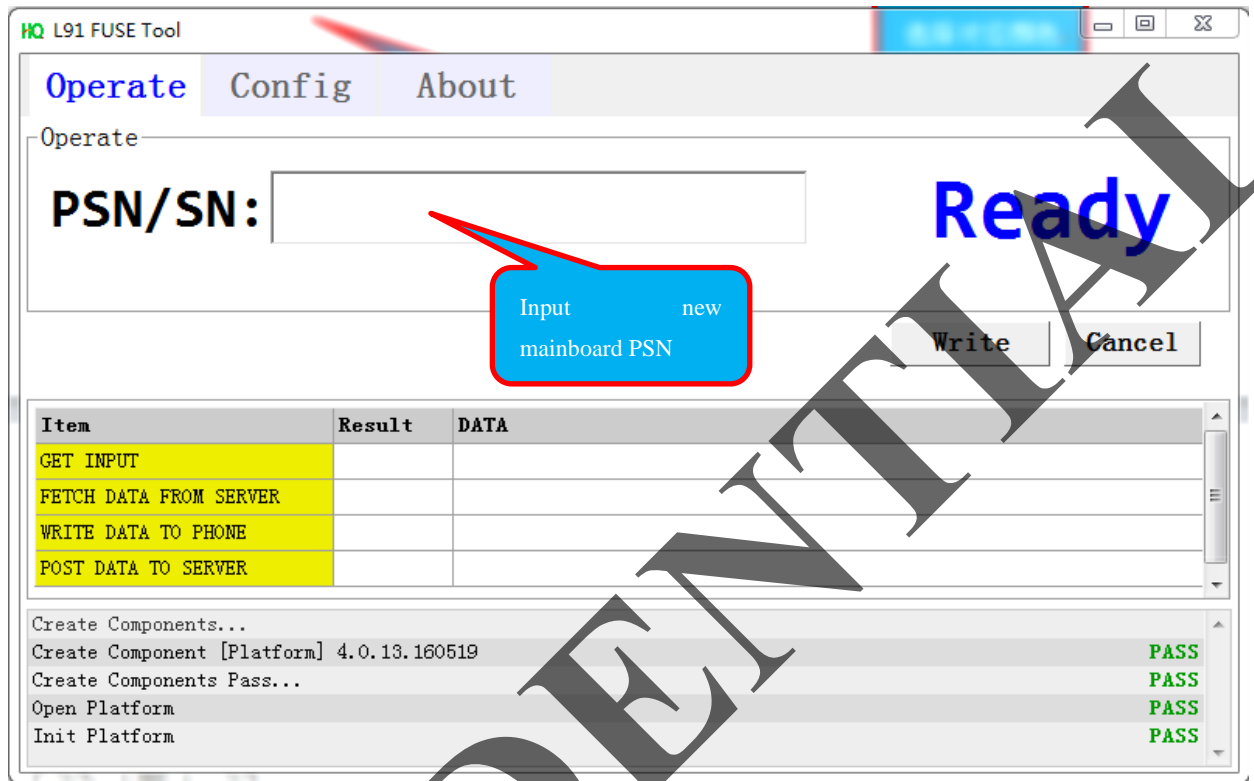 HQ L91 FUSE Tool
Operate Config About
Operate
PSN/SN:
Ready
Input new
mainboard PSN
Write Cancel
Item Result DATA
GET INPUT
FETCH DATA FROM SERVER
WRITE DATA TO PHONE
POST DATA TO SERVER
Create Components...
Create Component [Platform] 4.0.13.160519 PASS
Create Components Pass... PASS
Open Platform PASS
Init Platform PASS
DENTIAL